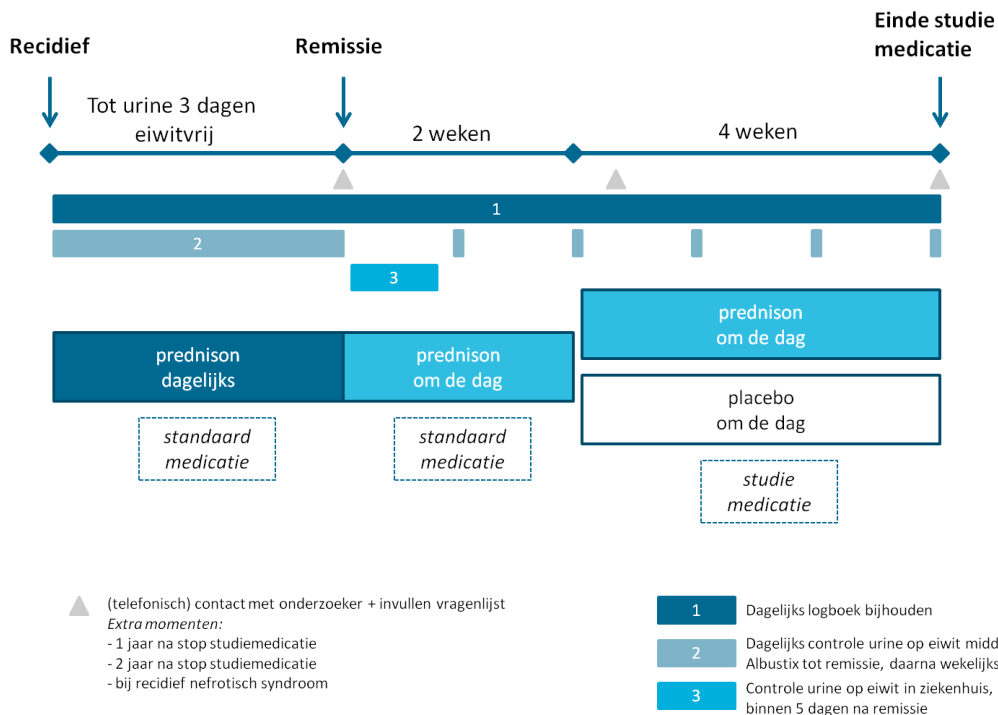 Recidief
Remissie
Einde studie
medicatie
Tot urine 3 dagen
eiwitvrij
2 weken
4 weken
1
2
3
prednison
dagelijks
prednison
om de dag
prednison
om de dag
placebo
om de dag
standaard
medicatie
standaard
medicatie
studie
medicatie
(telefonisch) contact met onderzoeker + invullen vragenlijst
Extra momenten:
- 1 jaar na stop studiemedicatie
- 2 jaar na stop studiemedicatie
- bij recidief nefrotisch syndroom
1 Dagelijks logboek bijhouden
2 Dagelijks controle urine op eiwit midd
Albustix tot remissie, daarna wekelijks
3 Controle urine op eiwit in ziekenhuis,
binnen 5 dagen na remissie